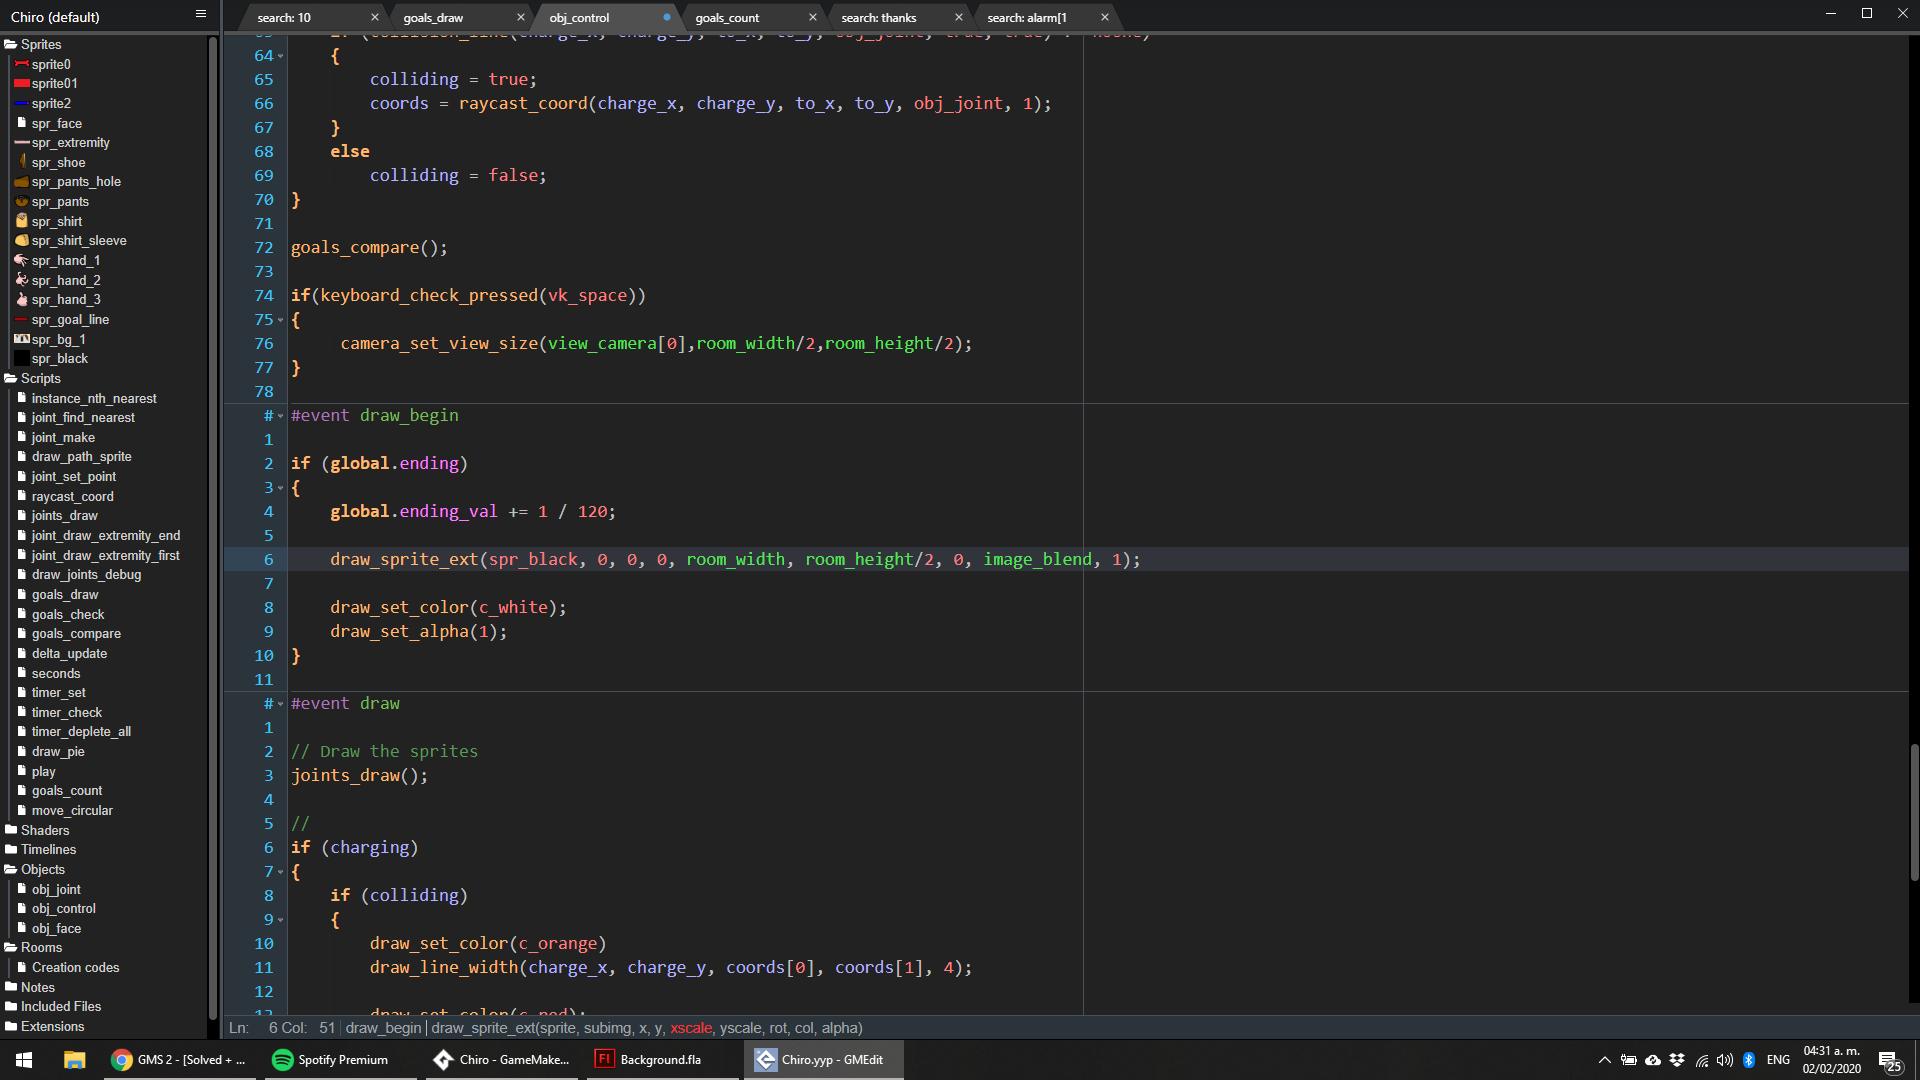 Chiro (default)
search: 10
goals_draw
obj_control
goals_count
search: thanks
search: alarm[1
Sprites
sprite0
sprite01
sprite2
spr_face
spr_extremity
spr_shoe
spr_pants_hole
spr_pants
spr_shirt
spr_shirt_sleeve
spr_hand_1
spr_hand_2
spr_hand_3
spr_goal_line
spr_bg_1
spr_black
Scripts
instance_nth_nearest
joint_find_nearest
joint_make
draw_path_sprite
joint_set_point
raycast_coord
joints_draw
joint_draw_extremity_end
joint_draw_extremity_first
draw_joints_debug
goals_draw
goals_check
goals_compare
delta_update
seconds
timer_set
timer_check
timer_deplete_all
draw_pie
play
goals_count
move_circular
Shaders
Timelines
Objects
obj_joint
obj_control
obj_face
Rooms
Creation codes
Notes
Included Files
Extensions
64 {
65 colliding = true;
66 coords = raycast_coord(charge_x, charge_y, to_x, to_y, obj_joint, 1);
67 }
68 else
69 colliding = false;
70 }
71
72 goals_compare();
73
74 if(keyboard_check_pressed(vk_space))
75 {
76 camera_set_view_size(view_camera[0],room_width/2,room_height/2);
77 }
78
# #event draw_begin
1
2 if (global.ending)
3 {
4 global.ending_val += 1 / 120;
5
6 draw_sprite_ext(spr_black, 0, 0, 0, room_width, room_height/2, 0, image_blend, 1);
7
8 draw_set_color(c_white);
9 draw_set_alpha(1);
10 }
11
# #event draw
1
2 // Draw the sprites
3 joints_draw();
4
5 //
6 if (charging)
7 {
8 if (colliding)
9 {
10 draw_set_color(c_orange)
11 draw_line_width(charge_x, charge_y, coords[0], coords[1], 4);
12
Ln: 6 Col: 51 draw_begin draw_sprite_ext(sprite, subimg, x, y, xscale, yscale, rot, col, alpha)
GMS 2 - [Solved + ...
Spotify Premium
Chiro - GameMake...
Fl
Background.fla
Chiro.yyp - GMEdit
ENG
04:31 a. m.
02/02/2020
25